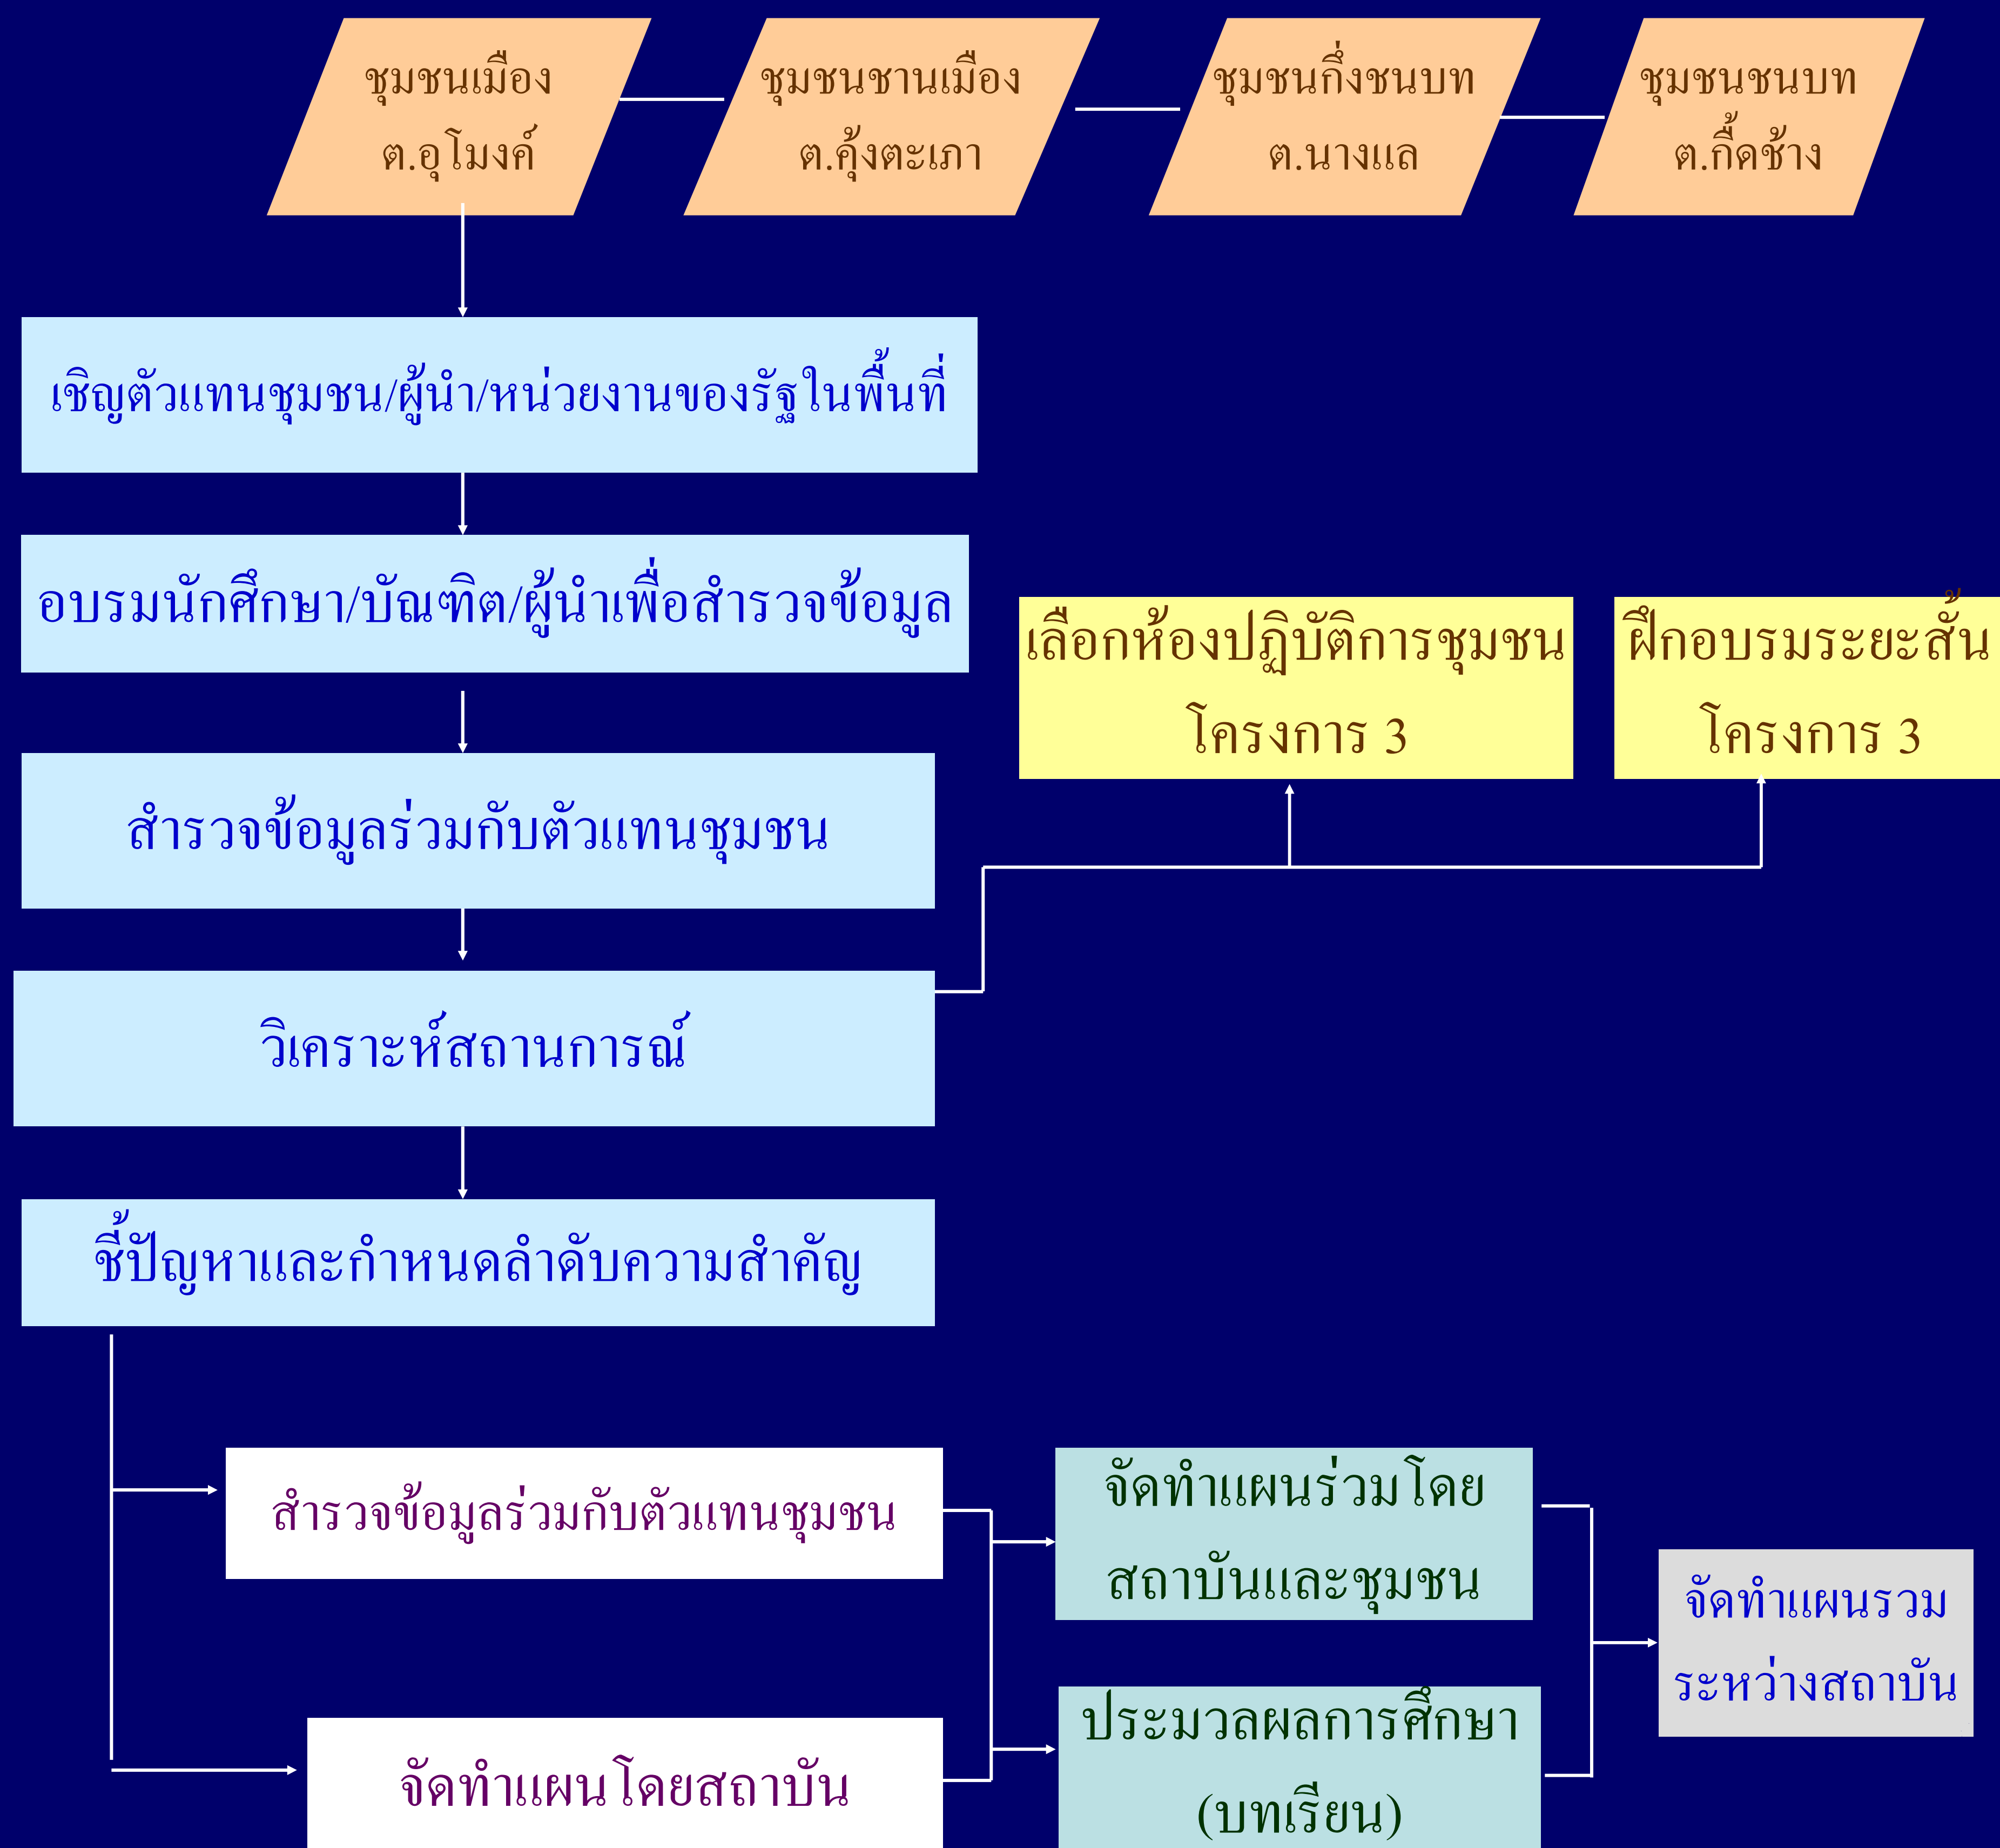 ชุมชนเมือง
ต.อุโมงค์
ชุมชนชานเมือง
ต.คุ้งตะเภา
ชุมชนกึ่งชนบท
ต.นางแล
ชุมชนชนบท
ต.กื้ดช้าง
เชิญตัวแทนชุมชน/ผู้นำ/หน่วยงานของรัฐในพื้นที่
อบรมนักศึกษา/บัณฑิต/ผู้นำเพื่อสำรวจข้อมูล
เลือกห้องปฏิบัติการชุมชน
โครงการ 3
ฝึกอบรมระยะสั้น
โครงการ 3
สำรวจข้อมูลร่วมกับตัวแทนชุมชน
วิเคราะห์สถานการณ์
ชี้ปัญหาและกำหนดลำดับความสำคัญ
สำรวจข้อมูลร่วมกับตัวแทนชุมชน
จัดทำแผนโดยสถาบัน
จัดทำแผนร่วมโดย
สถาบันและชุมชน
ประมวลผลการศึกษา
(บทเรียน)
จัดทำแผนรวม
ระหว่างสถาบัน